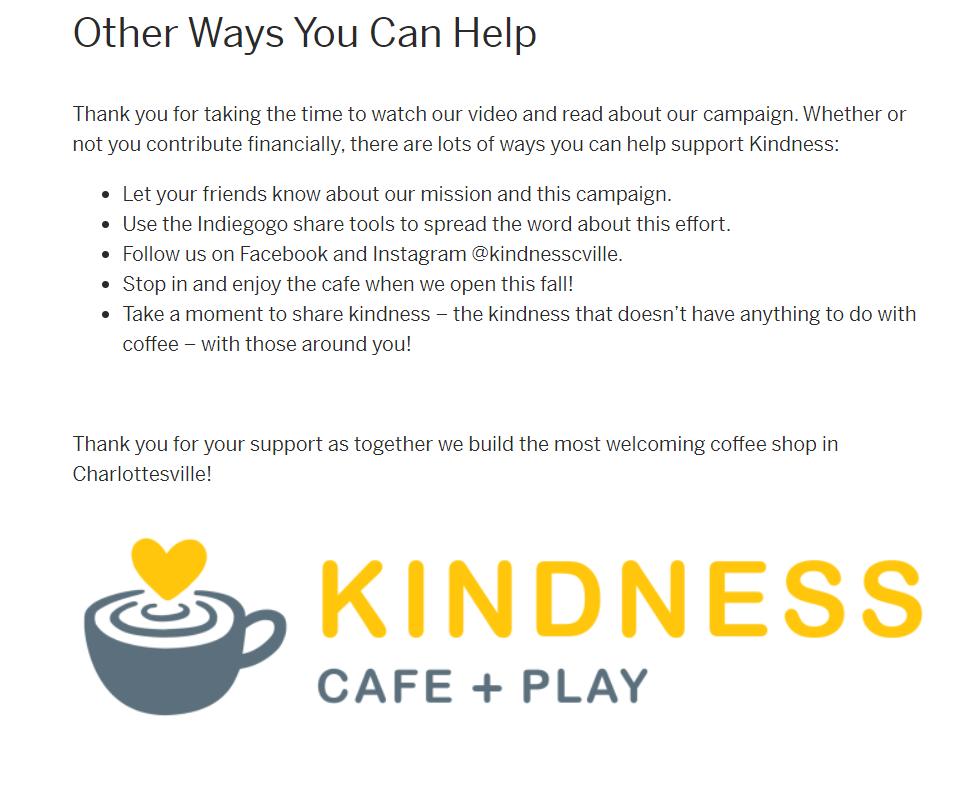 Other Ways You Can Help
Thank you for taking the time to watch our video and read about our campaign. Whether or
not you contribute financially, there are lots of ways you can help support Kindness:
• Let your friends know about our mission and this campaign.
• Use the Indiegogo share tools to spread the word about this effort.
• Follow us on Facebook and Instagram @kindnesscville.
• Stop in and enjoy the cafe when we open this fall!
• Take a moment to share kindness – the kindness that doesn’t have anything to do with
coffee – with those around you!
Thank you for your support as together we build the most welcoming coffee shop in
Charlottesville!
KINDNESS
CAFE + PLAY